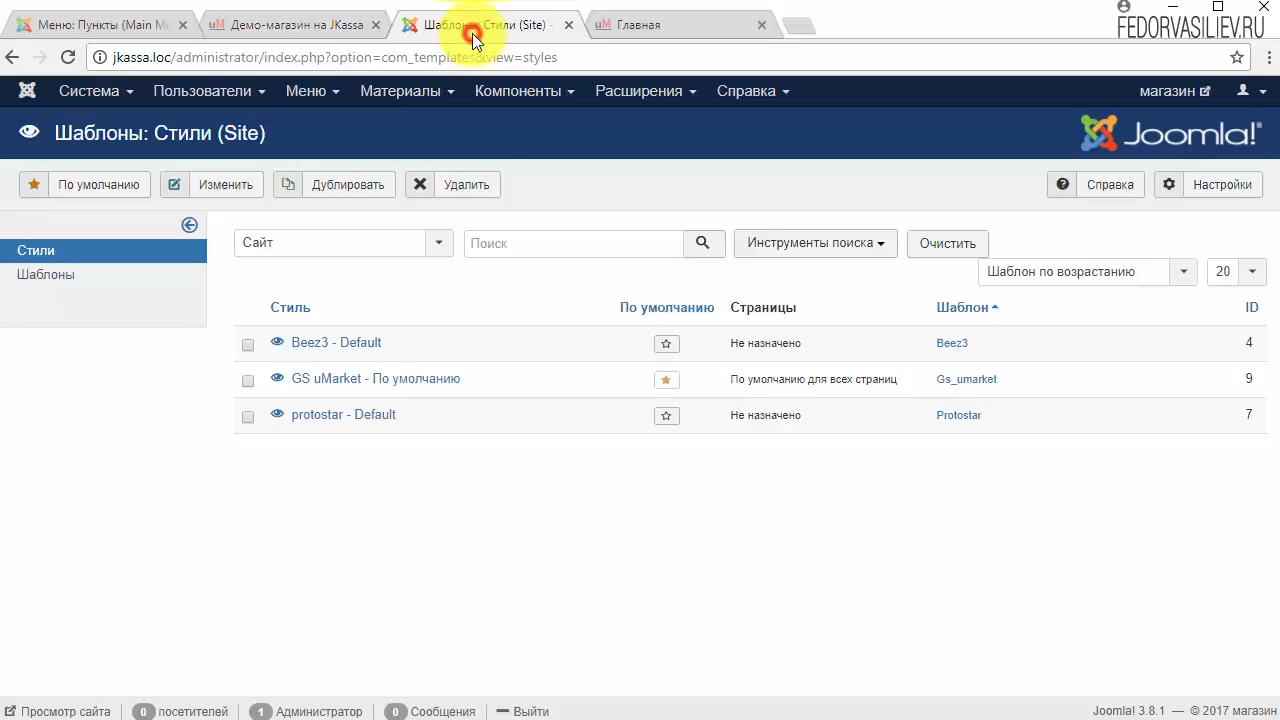 Меню: Пункты (Main M
Демо-магазин на JKassa
Шаблоны: Стили (Site) -
uM Главная
FEDORVASILIEV.RU
jkassa.loc/administrator/index.php?option=com_templates&view=styles
Система Пользователи Меню Материалы Компоненты Расширения Справка магазин
Шаблоны: Стили (Site)
Joomla!®
По умолчанию Изменить Дублировать Удалить Справка Настройки
Стили
Шаблоны
Сайт Поиск Инструменты поиска Очистить
Шаблон по возрастанию 20
Стиль По умолчанию Страницы Шаблон ID
Beez3 - Default Не назначено Beez3 4
GS uMarket - По умолчанию По умолчанию для всех страниц Gs_umarket 9
protostar - Default Не назначено Protostar 7
Просмотр сайта 0 посетителей 1 Администратор 0 Сообщения Выйти Joomla! 3.8.1 — © 2017 магазин